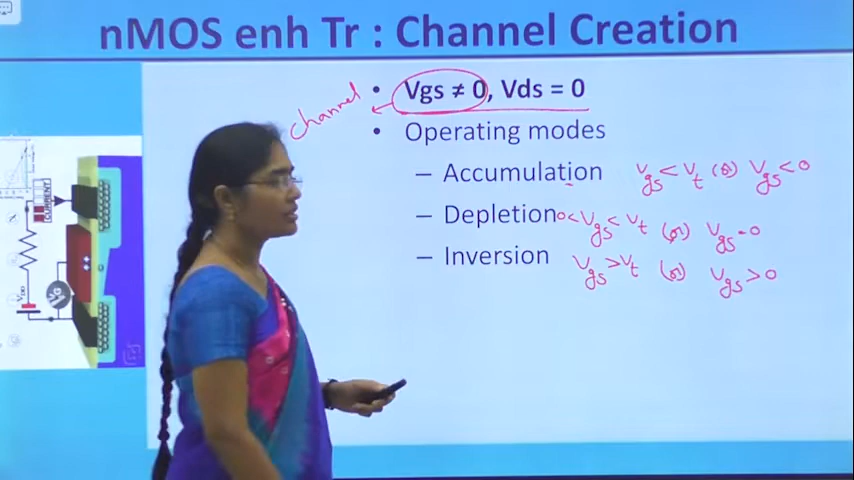 nMOS enh Tr : Channel Creation
channel
• Vgs ≠ 0, Vds = 0
• Operating modes
– Accumulation Vgs < Vt (or) Vgs < 0
– Depletion 0 < Vgs < Vt (or) Vgs = 0
– Inversion Vgs > Vt (or) Vgs > 0
CURRENT
VDD